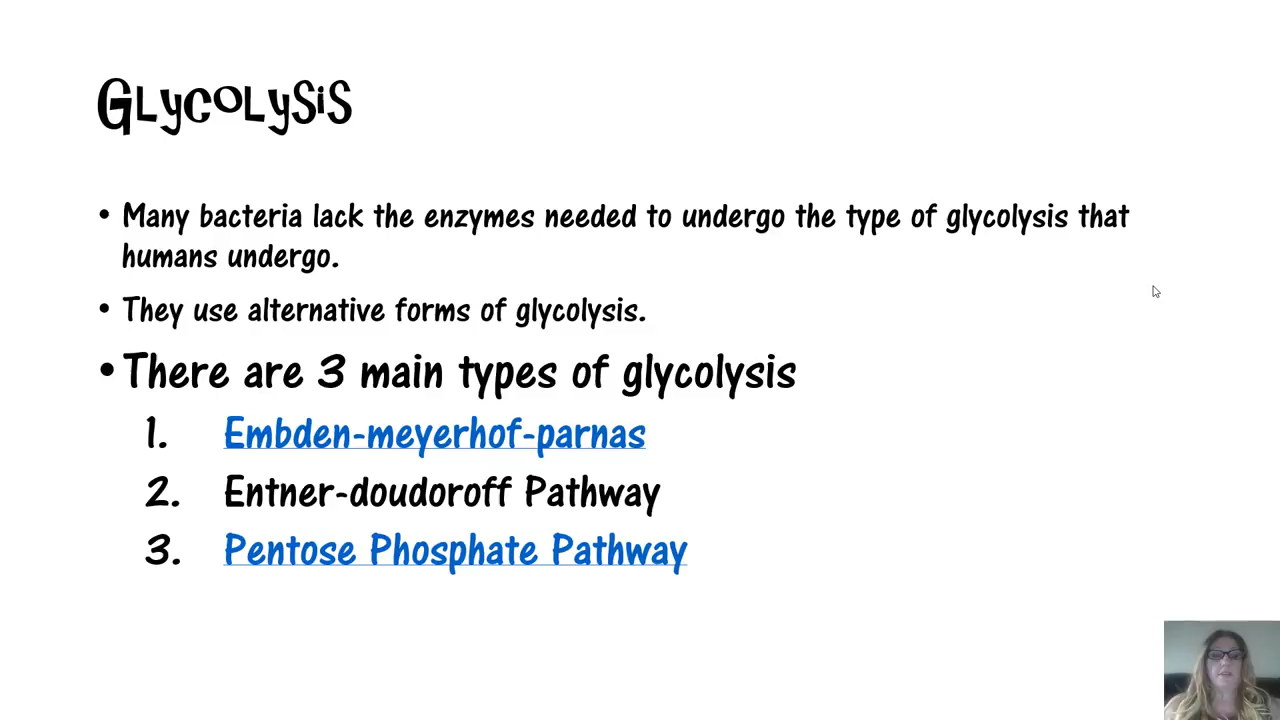 Glycolysis
• Many bacteria lack the enzymes needed to undergo the type of glycolysis that
humans undergo.
• They use alternative forms of glycolysis.
• There are 3 main types of glycolysis
1. Embden-meyerhof-parnas
2. Entner-doudoroff Pathway
3. Pentose Phosphate Pathway